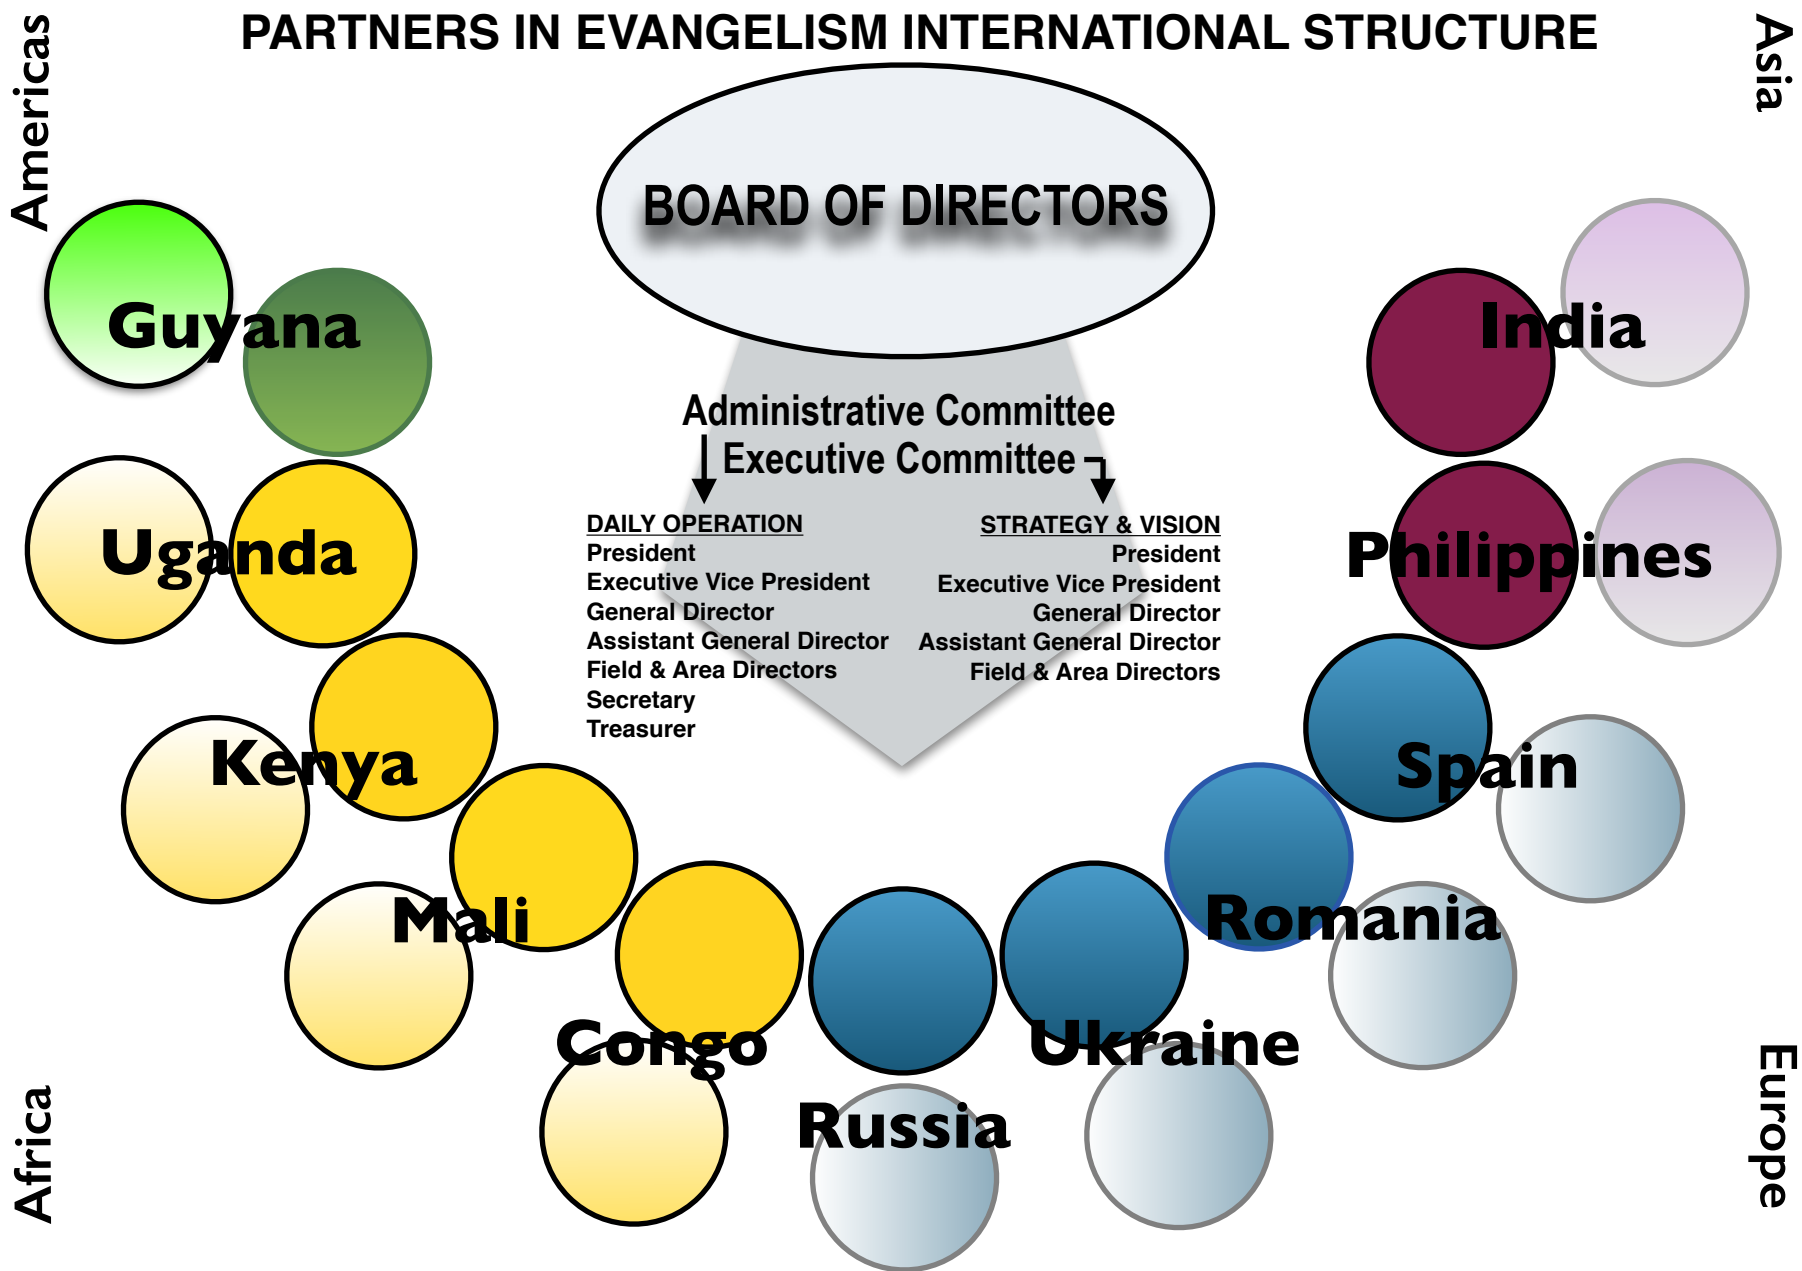 PARTNERS IN EVANGELISM INTERNATIONAL STRUCTURE
Americas
Asia
BOARD OF DIRECTORS
Guyana
India
Administrative Committee
Executive Committee
DAILY OPERATION
President
Executive Vice President
General Director
Assistant General Director
Field & Area Directors
Secretary
Treasurer
STRATEGY & VISION
President
Executive Vice President
General Director
Assistant General Director
Field & Area Directors
Uganda
Philippines
Kenya
Spain
Mali
Romania
Congo
Ukraine
Russia
Africa
Europe